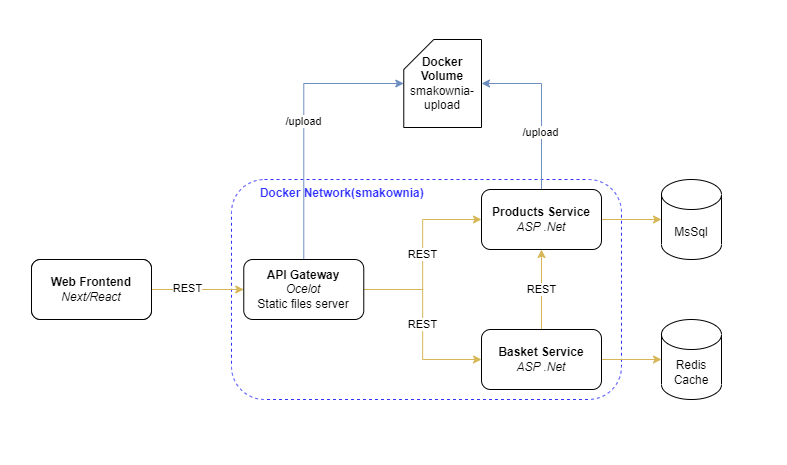 Docker
Volume
smakownia-
upload
/upload
/upload
Docker Network(smakownia)
Products Service
ASP .Net
MsSql
REST
Web Frontend
Next/React
REST
API Gateway
Ocelot
Static files server
REST
REST
Basket Service
ASP .Net
Redis
Cache